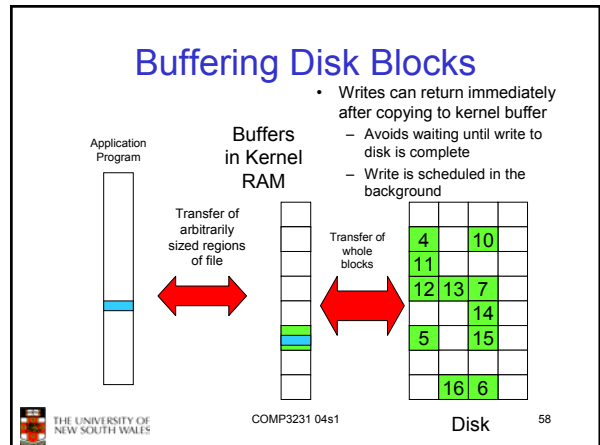 Buffering Disk Blocks
• Writes can return immediately
after copying to kernel buffer
– Avoids waiting until write to
disk is complete
– Write is scheduled in the
background
Application
Program
Buffers
in Kernel
RAM
Transfer of
arbitrarily
sized regions
of file
Transfer of
whole
blocks
4 10
11
12 13 7
14
5 15
16 6
THE UNIVERSITY OF
NEW SOUTH WALES
COMP3231 04s1
Disk
58